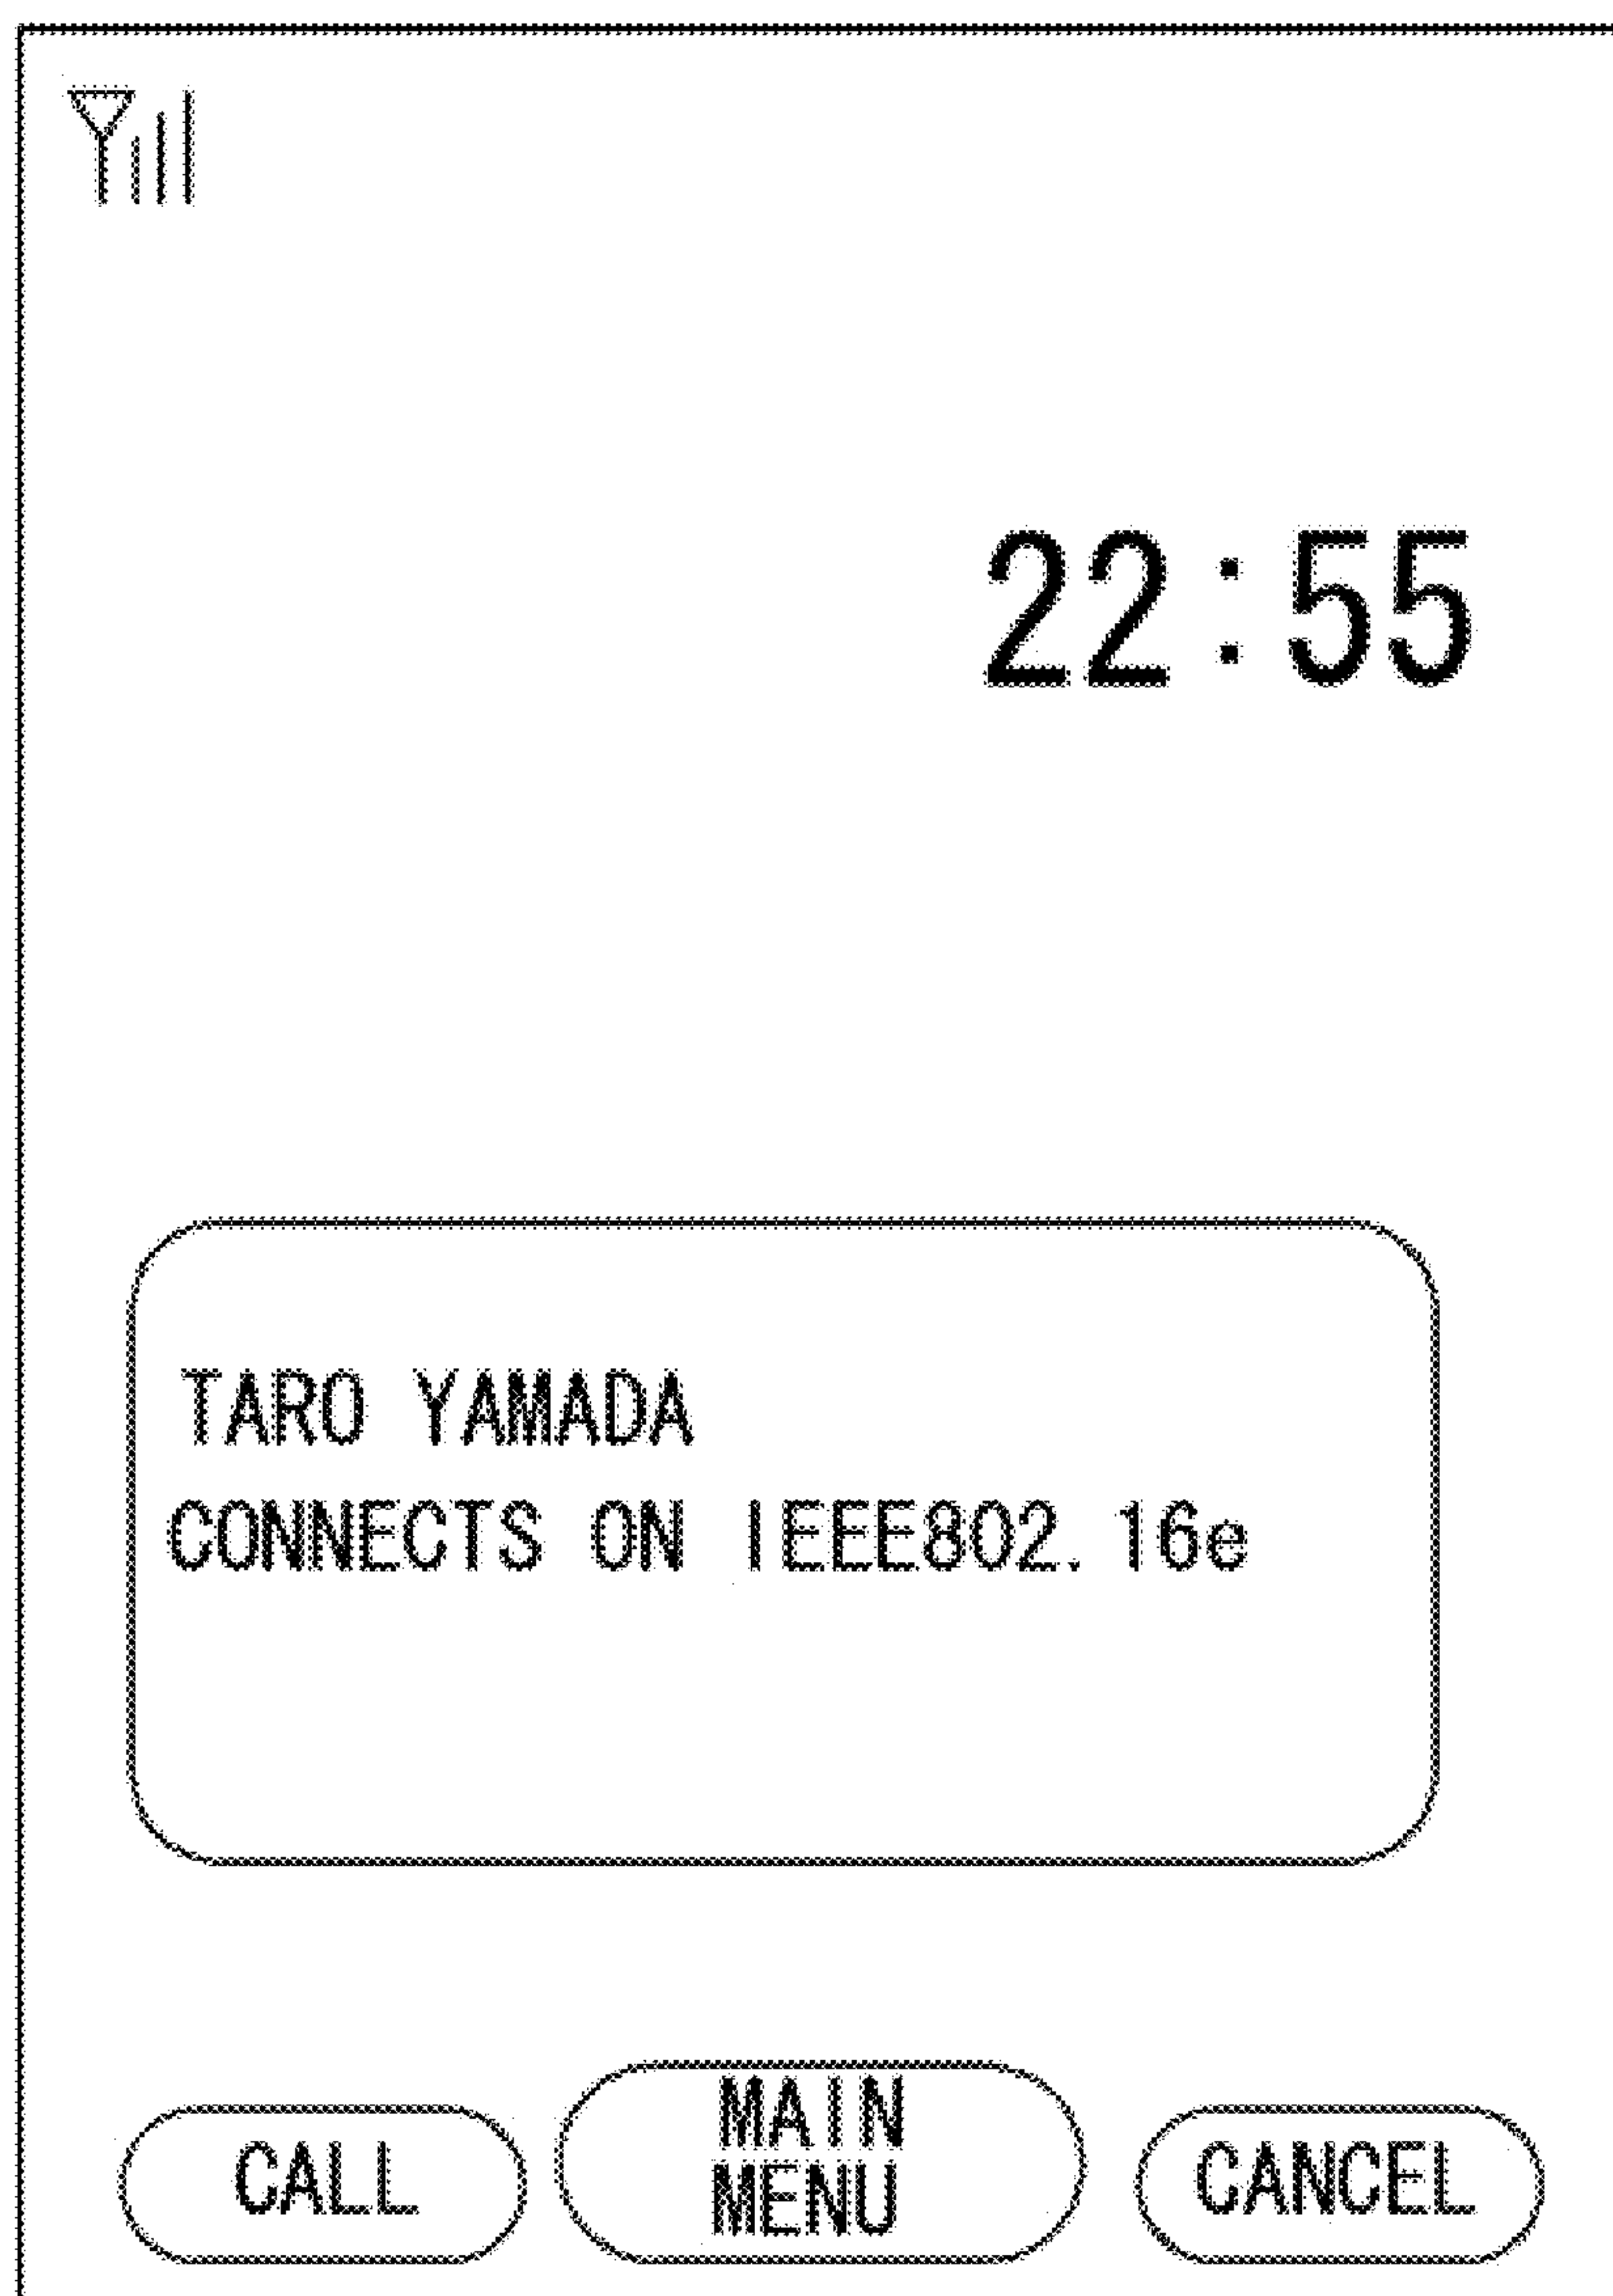 22:55
TARO YAMADA
CONNECTS ON IEEE802.16e
CALL
MAIN
MENU
CANCEL